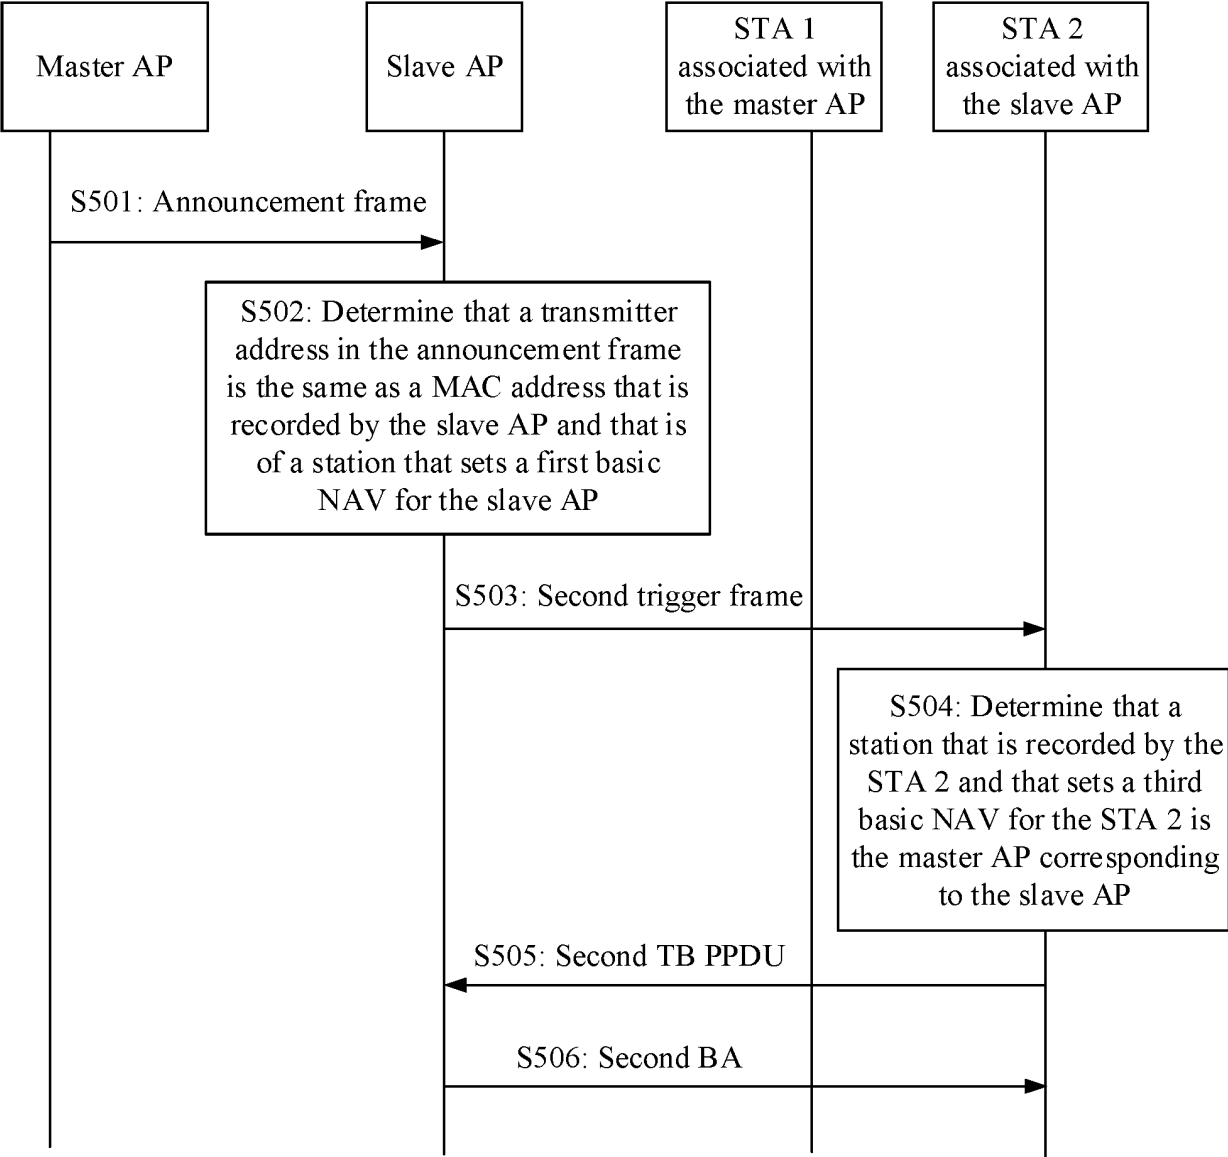 Master AP
Slave AP
STA 1
associated with
the master AP
STA 2
associated with
the slave AP
S501: Announcement frame
S502: Determine that a transmitter
address in the announcement frame
is the same as a MAC address that is
recorded by the slave AP and that is
of a station that sets a first basic
NAV for the slave AP
S503: Second trigger frame
S504: Determine that a
station that is recorded by the
STA 2 and that sets a third
basic NAV for the STA 2 is
the master AP corresponding
to the slave AP
S505: Second TB PPDU
S506: Second BA